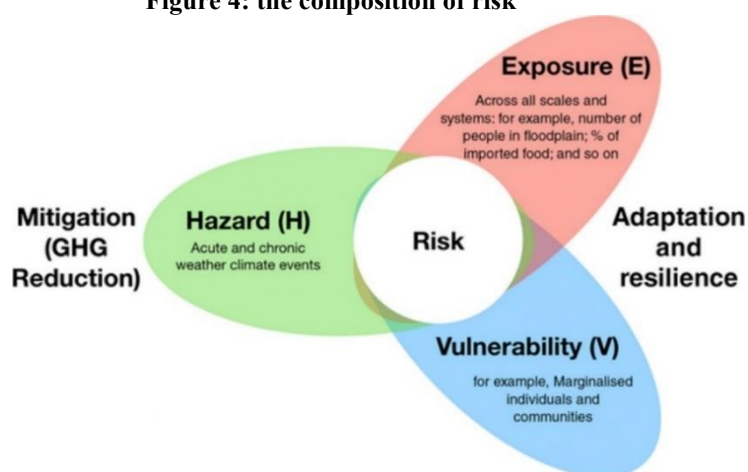 Figure 4: the composition of risk
Exposure (E)
Across all scales and
systems: for example, number of
people in floodplain; % of
imported food; and so on
Mitigation
(GHG
Reduction)
Hazard (H)
Acute and chronic
weather climate events
Risk
Adaptation
and
resilience
Vulnerability (V)
for example, Marginalised
individuals and
communities